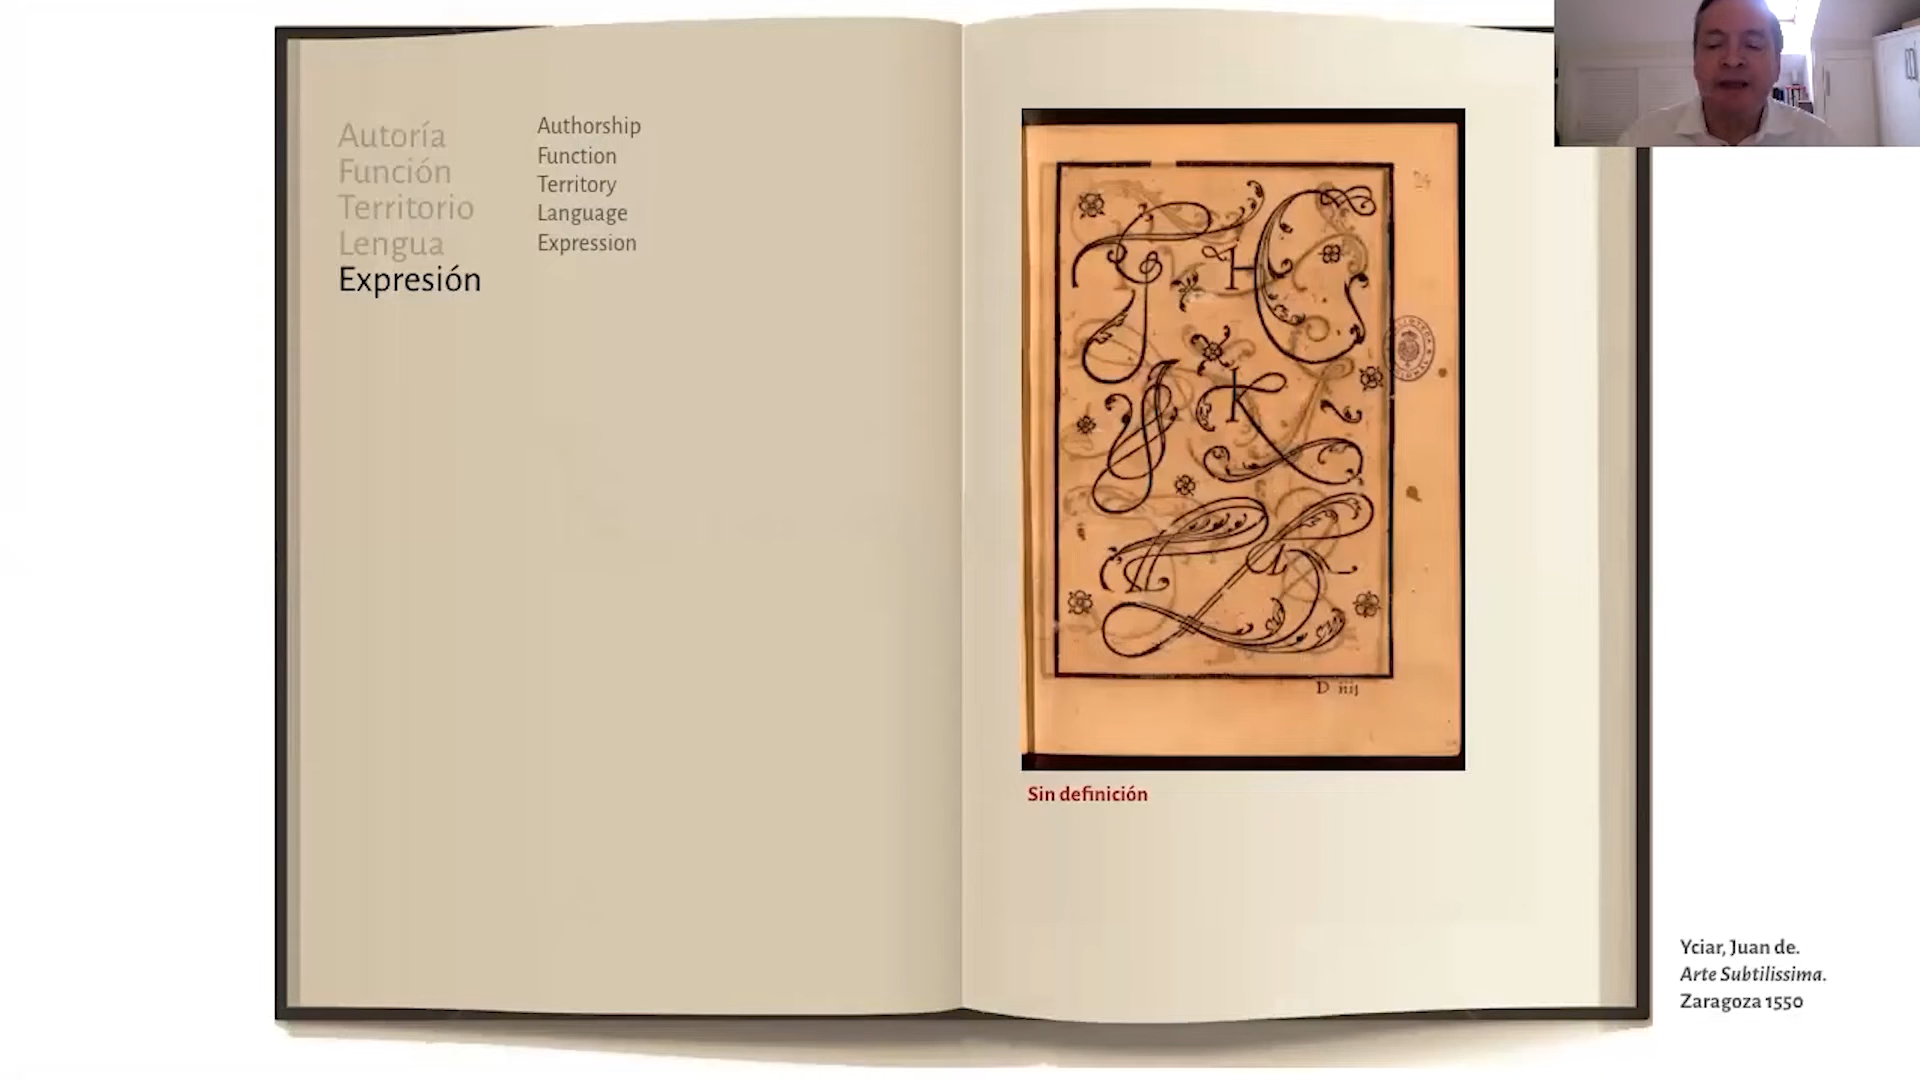 Autoría
Función
Territorio
Lengua
Expresión
Authorship
Function
Territory
Language
Expression
24
H
K
D iiij
Sin definición
Yciar, Juan de.
Arte Subtilissima.
Zaragoza 1550